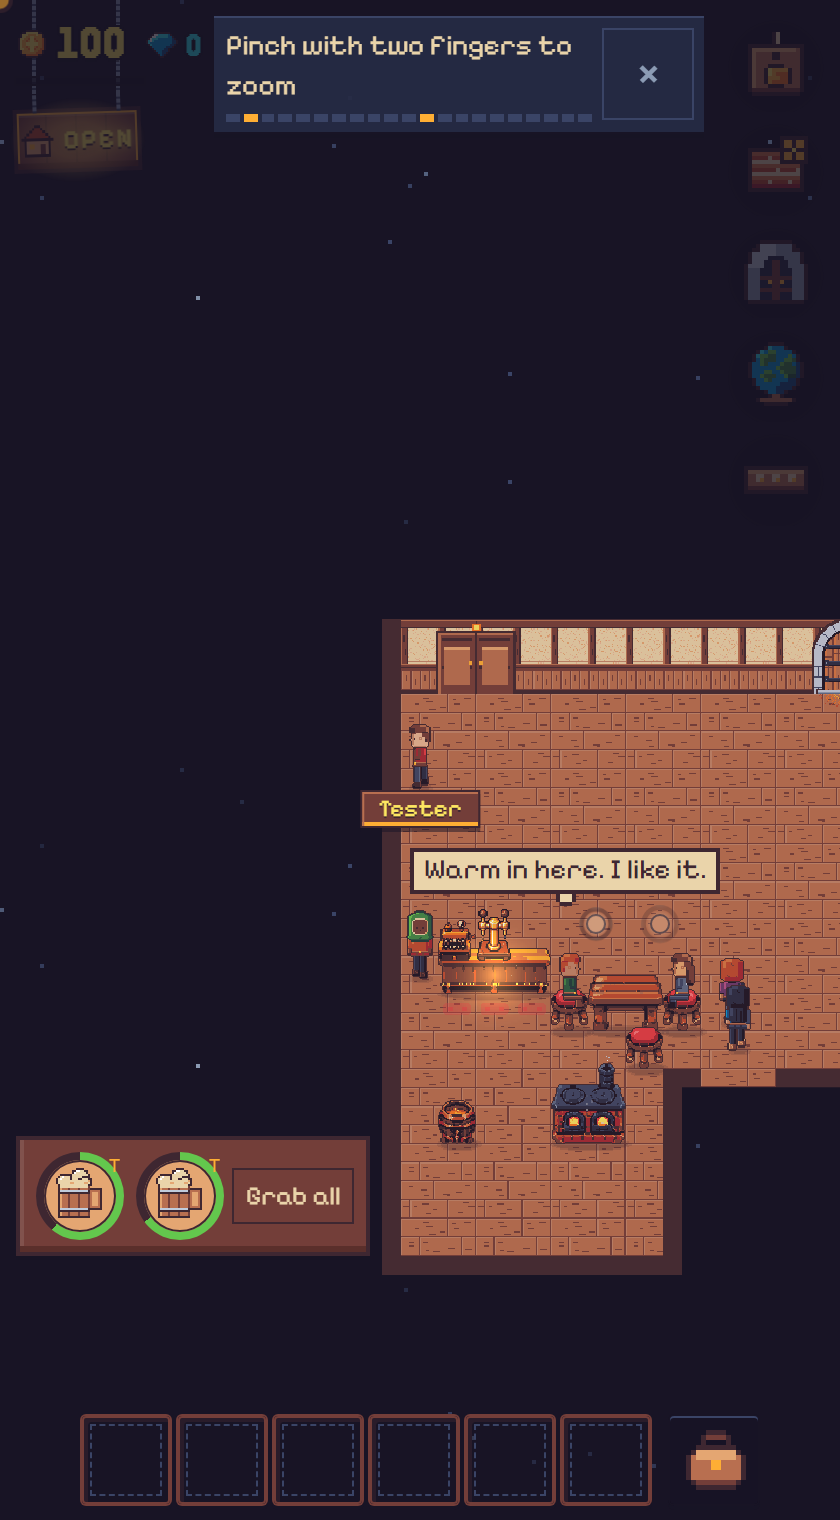 100
0
Pinch with two fingers to
zoom
×
OPEN
Tester
Warm in here. I like it.
T
T
Grab all